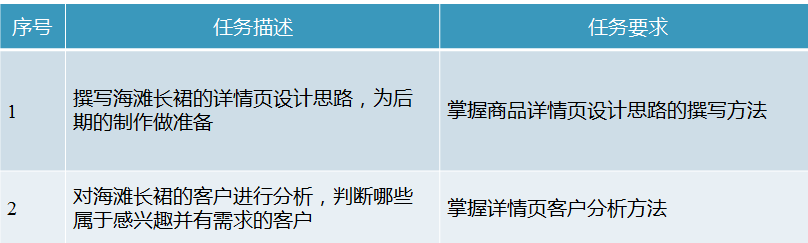 序号 任务描述 任务要求
1 撰写海滩长裙的详情页设计思路，为后 掌握商品详情页设计思路的撰写方法
期的制作做准备
2 对海滩长裙的客户进行分析，判断哪些 掌握详情页客户分析方法
属于感兴趣并有需求的客户